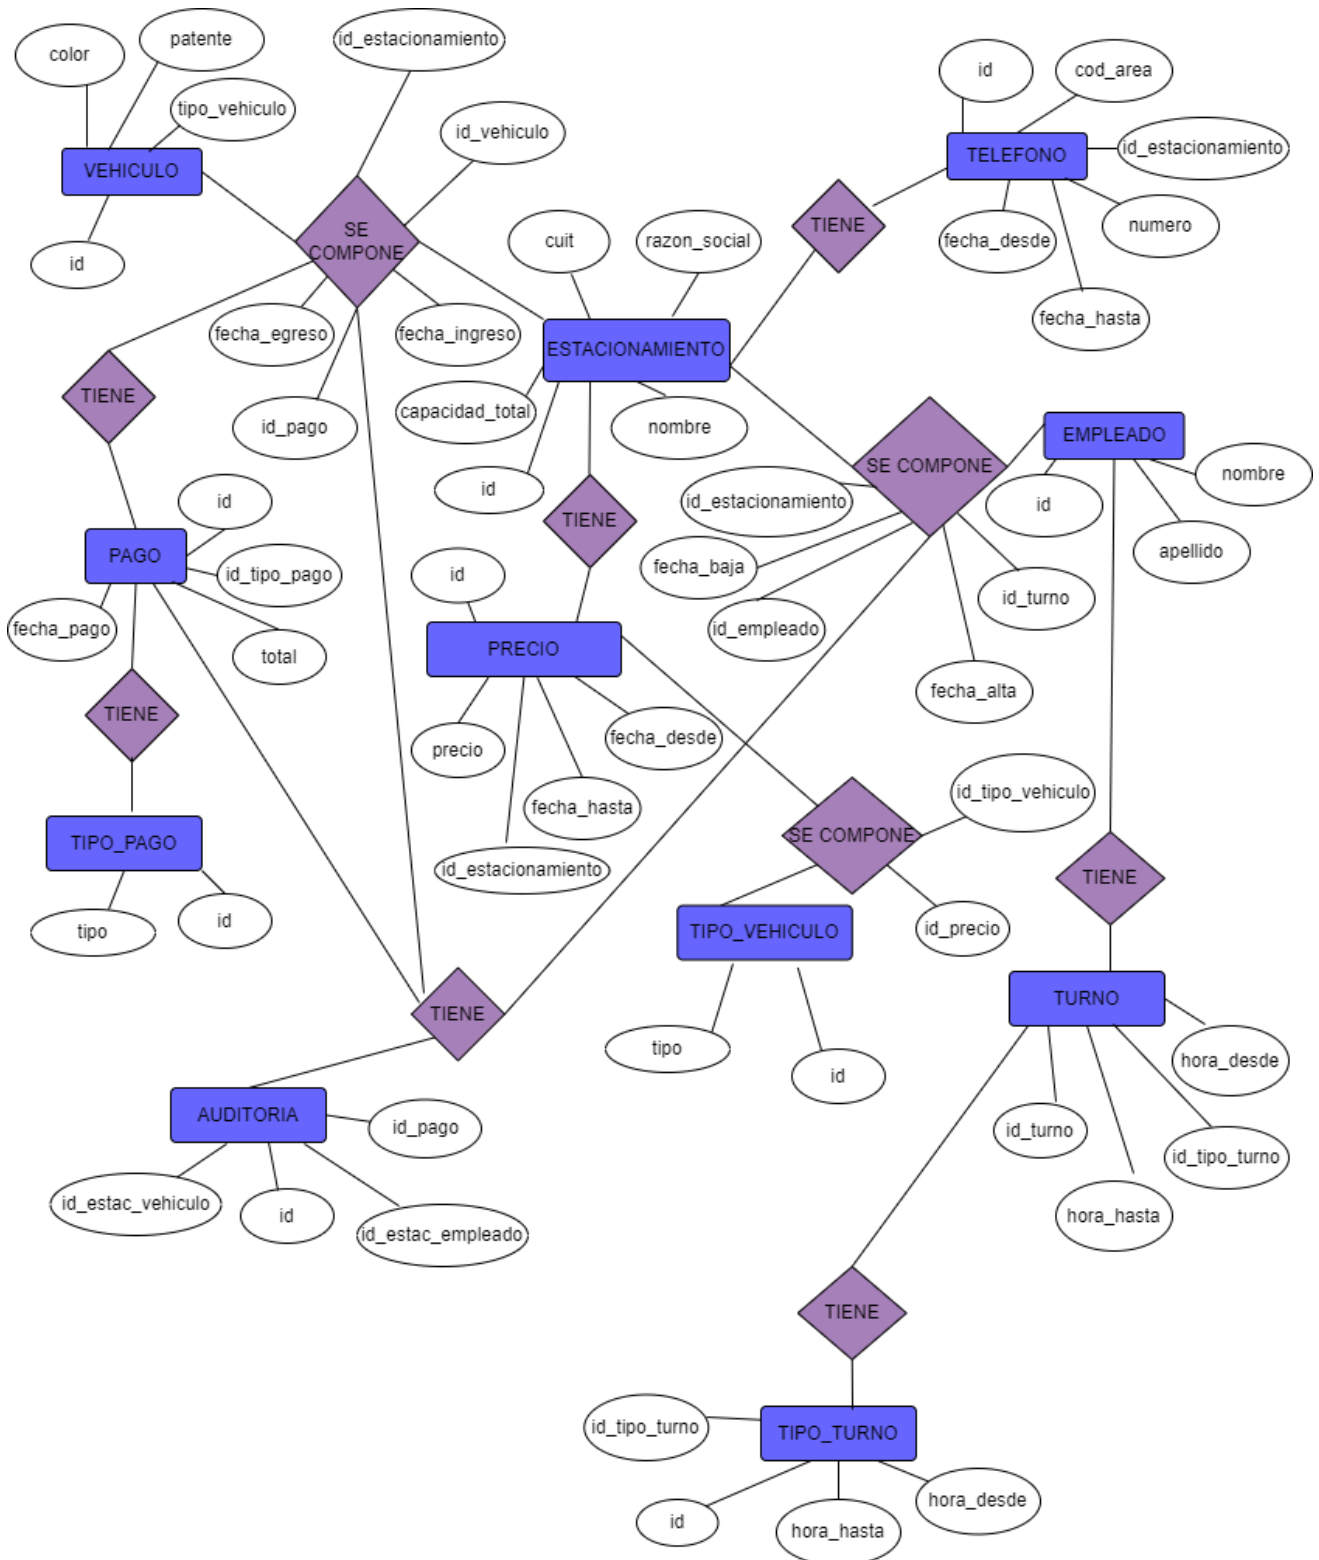 color
patente
id_estacionamiento
tipo_vehiculo
id_vehiculo
VEHICULO
id
SE
COMPONE
fecha_egreso
fecha_ingreso
id_pago
cuit
razon_social
ESTACIONAMIENTO
capacidad_total
nombre
id
id
cod_area
TELEFONO
id_estacionamiento
TIENE
fecha_desde
numero
fecha_hasta
TIENE
TIENE
SE COMPONE
EMPLEADO
nombre
id
apellido
id_estacionamiento
fecha_baja
id_empleado
id_turno
fecha_alta
id
PAGO
id_tipo_pago
fecha_pago
total
TIENE
TIPO_PAGO
tipo
id
id
PRECIO
precio
fecha_desde
fecha_hasta
id_estacionamiento
SE COMPONE
id_tipo_vehiculo
id_precio
TIPO_VEHICULO
tipo
id
TIENE
TURNO
hora_desde
id_turno
id_tipo_turno
hora_hasta
TIENE
AUDITORIA
id_pago
id_estac_vehiculo
id
id_estac_empleado
TIENE
id_tipo_turno
TIPO_TURNO
id
hora_hasta
hora_desde